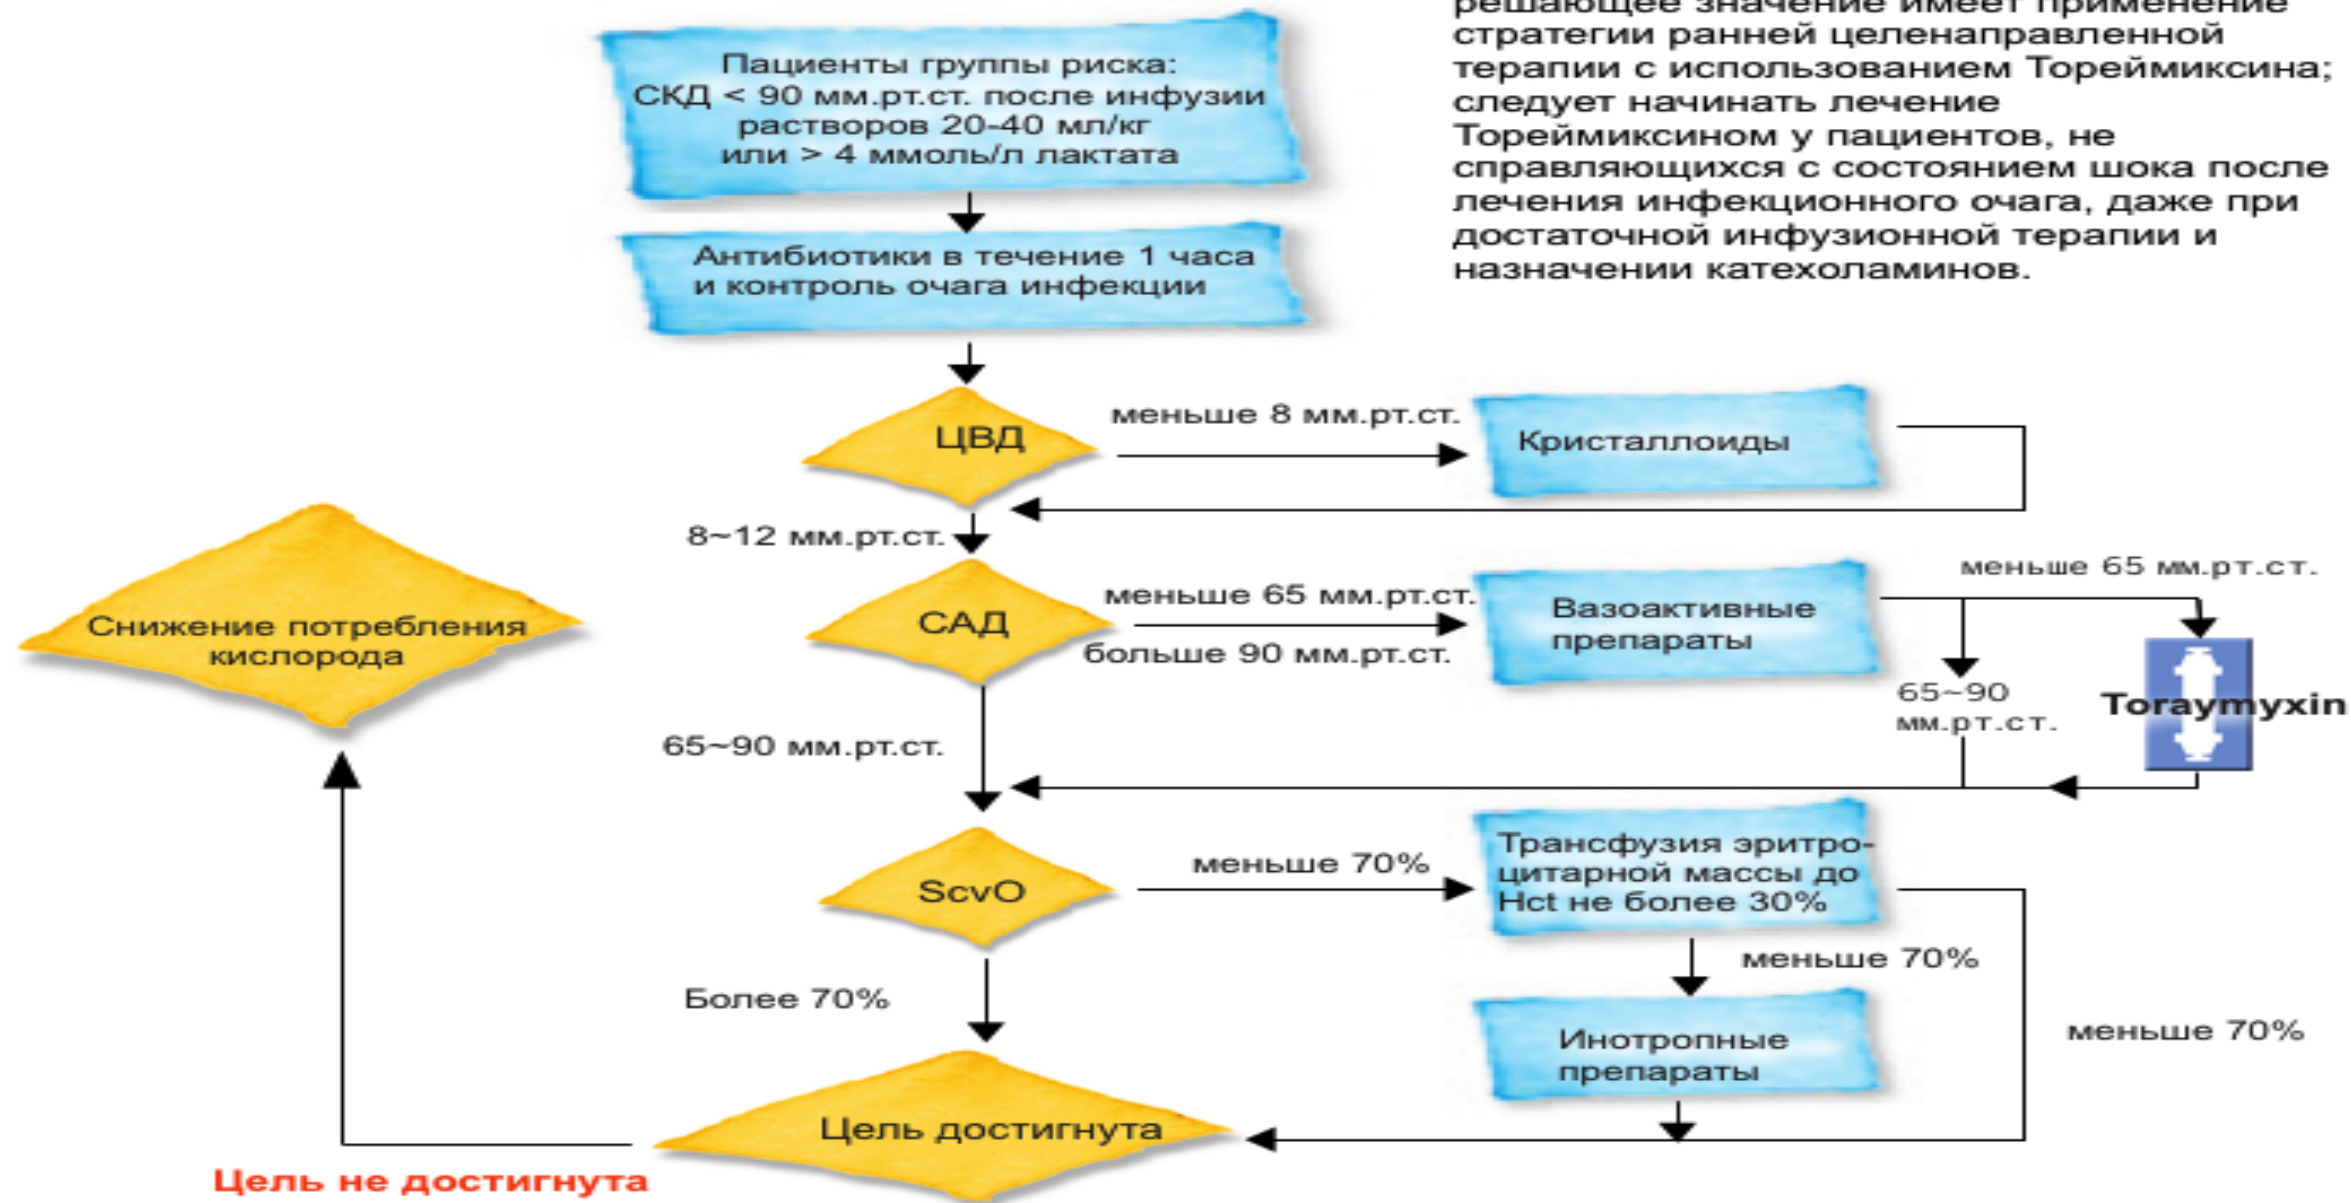 решающее значение имеет применение
стратегии ранней целенаправленной
терапии с использованием Тореймиксина;
следует начинать лечение
Тореймиксином у пациентов, не
справляющихся с состоянием шока после
лечения инфекционного очага, даже при
достаточной инфузионной терапии и
назначении катехоламинов.
Пациенты группы риска:
СКД < 90 мм.рт.ст. после инфузии
растворов 20-40 мл/кг
или > 4 ммоль/л лактата
Антибиотики в течение 1 часа
и контроль очага инфекции
ЦВД
меньше 8 мм.рт.ст.
Кристаллоиды
8~12 мм.рт.ст.
САД
меньше 65 мм.рт.ст.
больше 90 мм.рт.ст.
Вазоактивные
препараты
меньше 65 мм.рт.ст.
65~90
мм.рт.ст.
Toraymyxin
Снижение потребления
кислорода
65~90 мм.рт.ст.
ScvO
меньше 70%
Трансфузия эритро-
цитарной массы до
Hct не более 30%
меньше 70%
Более 70%
Инотропные
препараты
меньше 70%
Цель достигнута
Цель не достигнута